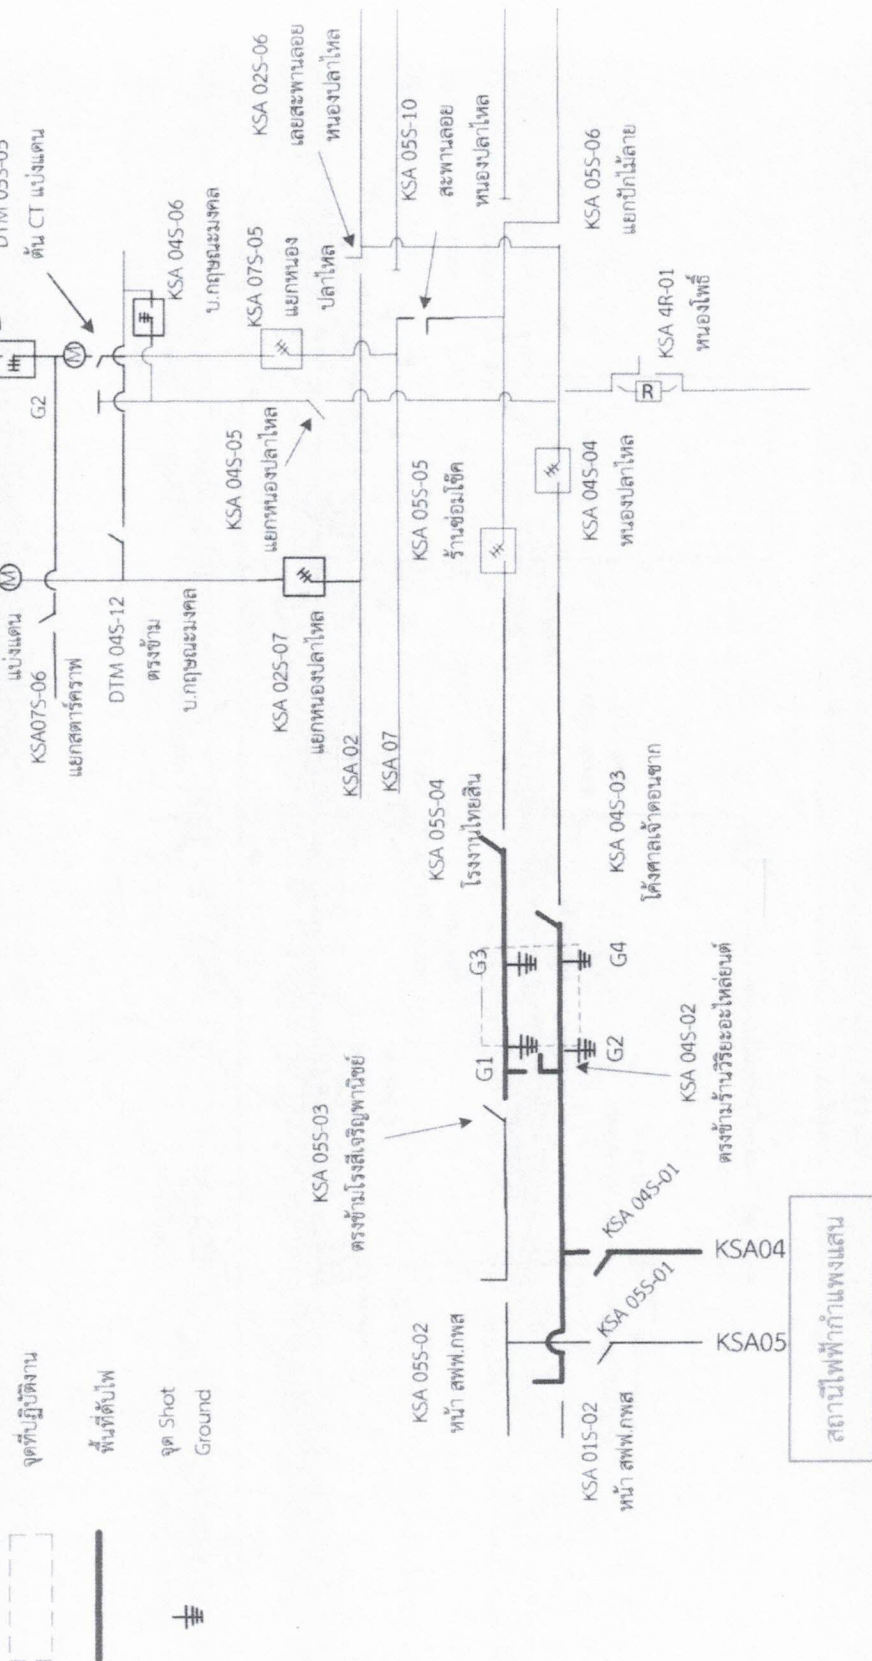 จุดที่ปฏิบัติงาน
พื้นที่ดับไฟ
จุด Shot
Ground
แบ่งแดน
KSA07S-06
แยกสตาร์คราฟ
DTM 04S-12
ตรงข้าม
บ.กฤษณะมงคล
G2
ต้น CT แบ่งแดน
KSA 04S-06
บ.กฤษณะมงคล
KSA 02S-07
แยกหนองปลาไหล
KSA 04S-05
แยกหนองปลาไหล
KSA 07S-05
แยกหนอง
ปลาไหล
KSA 02S-06
เลยสะพานลอย
หนองปลาไหล
KSA 02
KSA 07
KSA 05S-10
สะพานลอย
หนองปลาไหล
KSA 05S-03
ตรงข้ามโรงสีเจริญพานิชย์
KSA 05S-04
โรงงานไทยสิน
KSA 05S-05
ร้านซ่อมโช๊ค
KSA 05S-06
แยกปักไม้ลาย
KSA 4R-01
หนองโพธิ์
R
M
M
KSA 05S-02
หน้า สฟฟ.กพส
G1
G3
G2
G4
KSA 04S-03
โค้งศาลเจ้าดอนซาก
KSA 04S-04
หนองปลาไหล
KSA 04S-02
ตรงข้ามร้านวิริยะอะไหล่ยนต์
KSA 01S-02
หน้า สฟฟ.กพส
KSA 05S-01
KSA 04S-01
KSA05
KSA04
สถานีไฟฟ้ากำแพงแสน